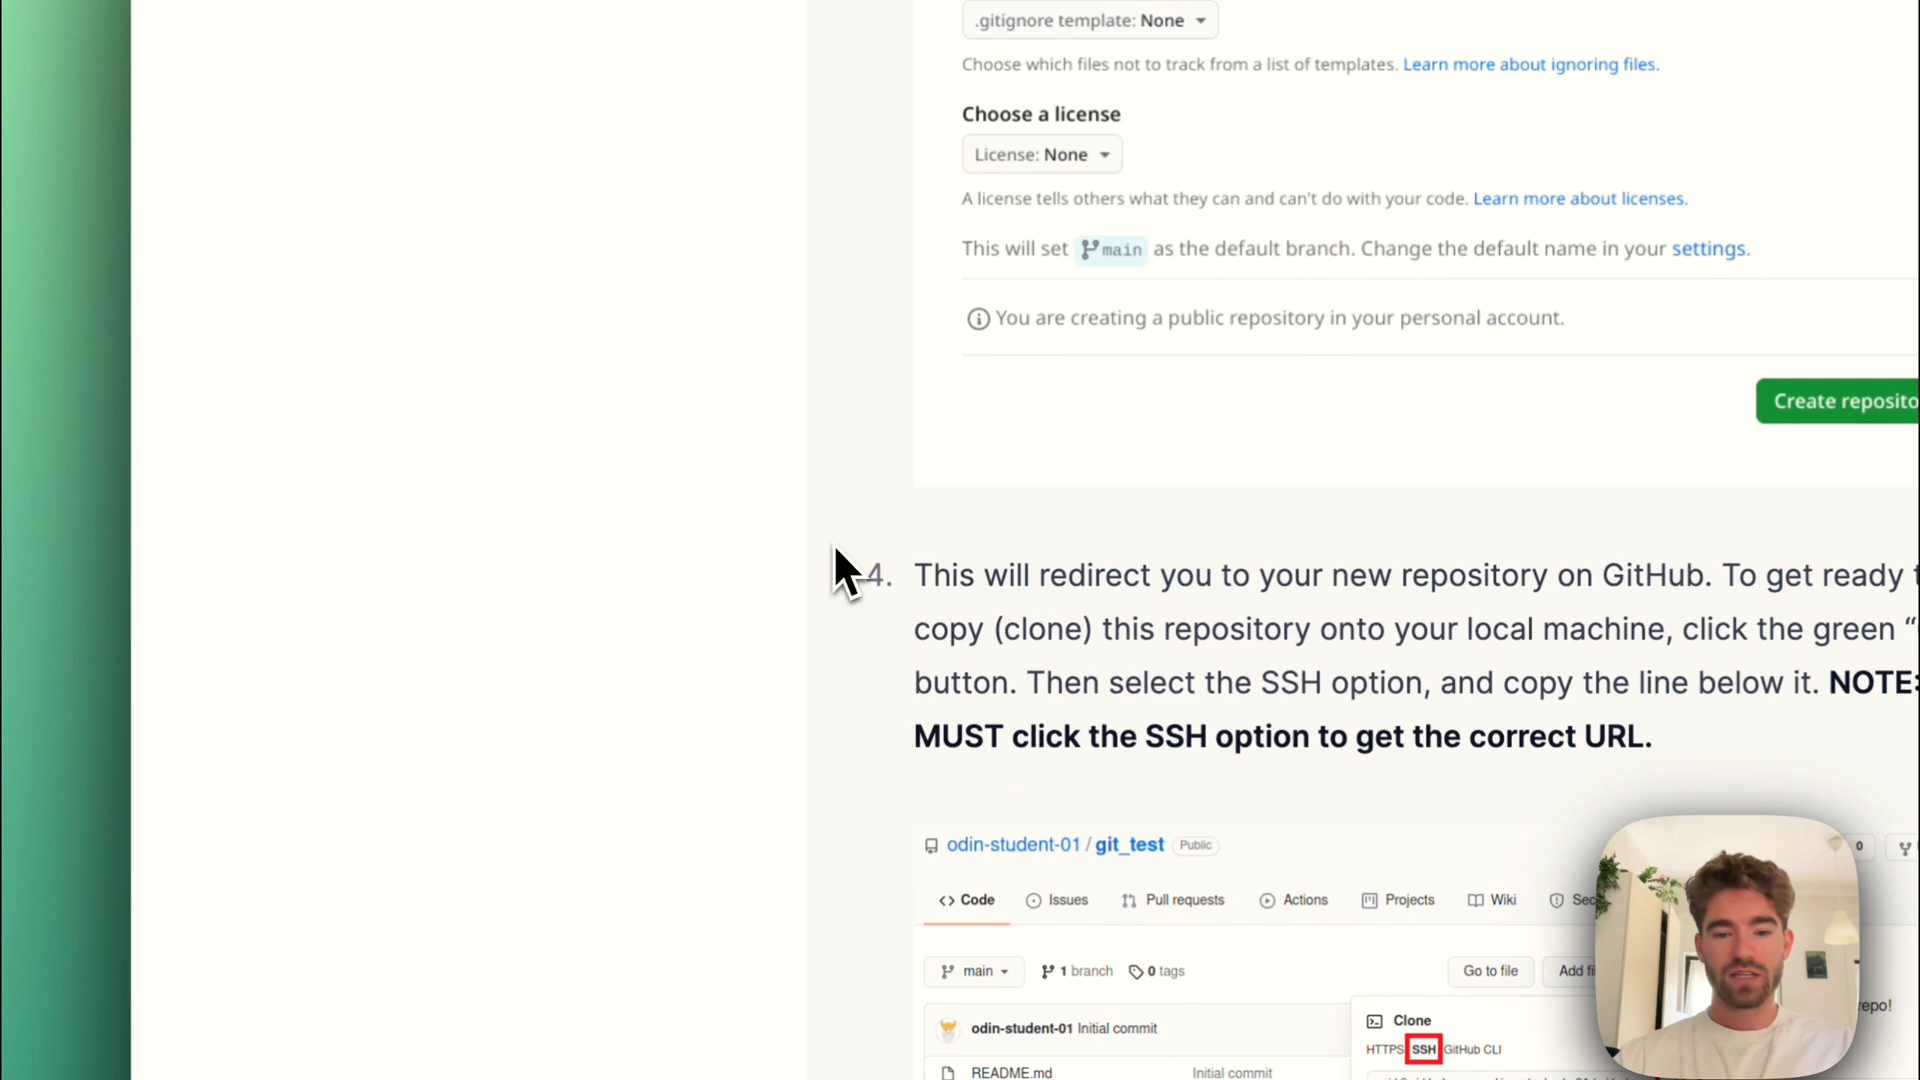 .gitignore template: None
Choose which files not to track from a list of templates. Learn more about ignoring files.
Choose a license
License: None
A license tells others what they can and can't do with your code. Learn more about licenses.
This will set main as the default branch. Change the default name in your settings.
You are creating a public repository in your personal account.
Create reposito
4. This will redirect you to your new repository on GitHub. To get ready
copy (clone) this repository onto your local machine, click the green “
button. Then select the SSH option, and copy the line below it. NOTE:
MUST click the SSH option to get the correct URL.
odin-student-01 / git_test Public
0
<> Code Issues Pull requests Actions Projects Wiki Sec
main 1 branch 0 tags Go to file Add fi
repo!
odin-student-01 Initial commit
Clone
HTTPS SSH GitHub CLI
README.md Initial commit